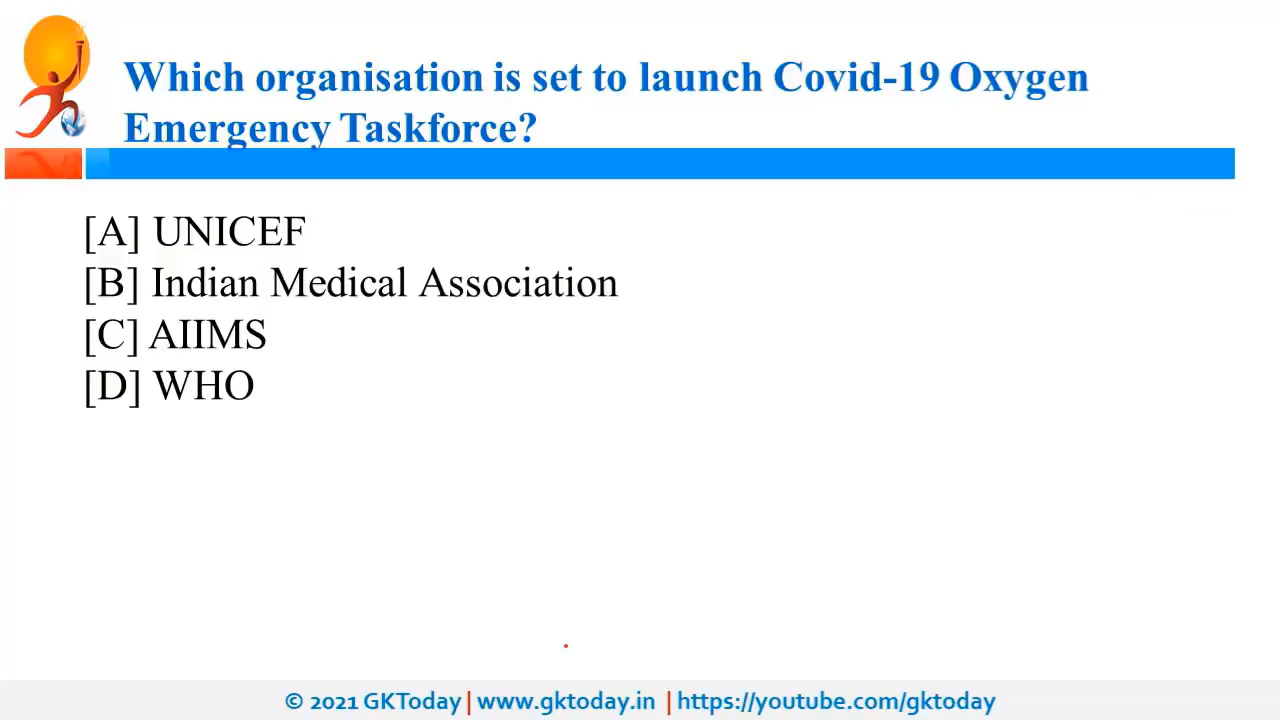 Which organisation is set to launch Covid-19 Oxygen
Emergency Taskforce?
[A] UNICEF
[B] Indian Medical Association
[C] AIIMS
[D] WHO
© 2021 GKToday | www.gktoday.in | https://youtube.com/gktoday